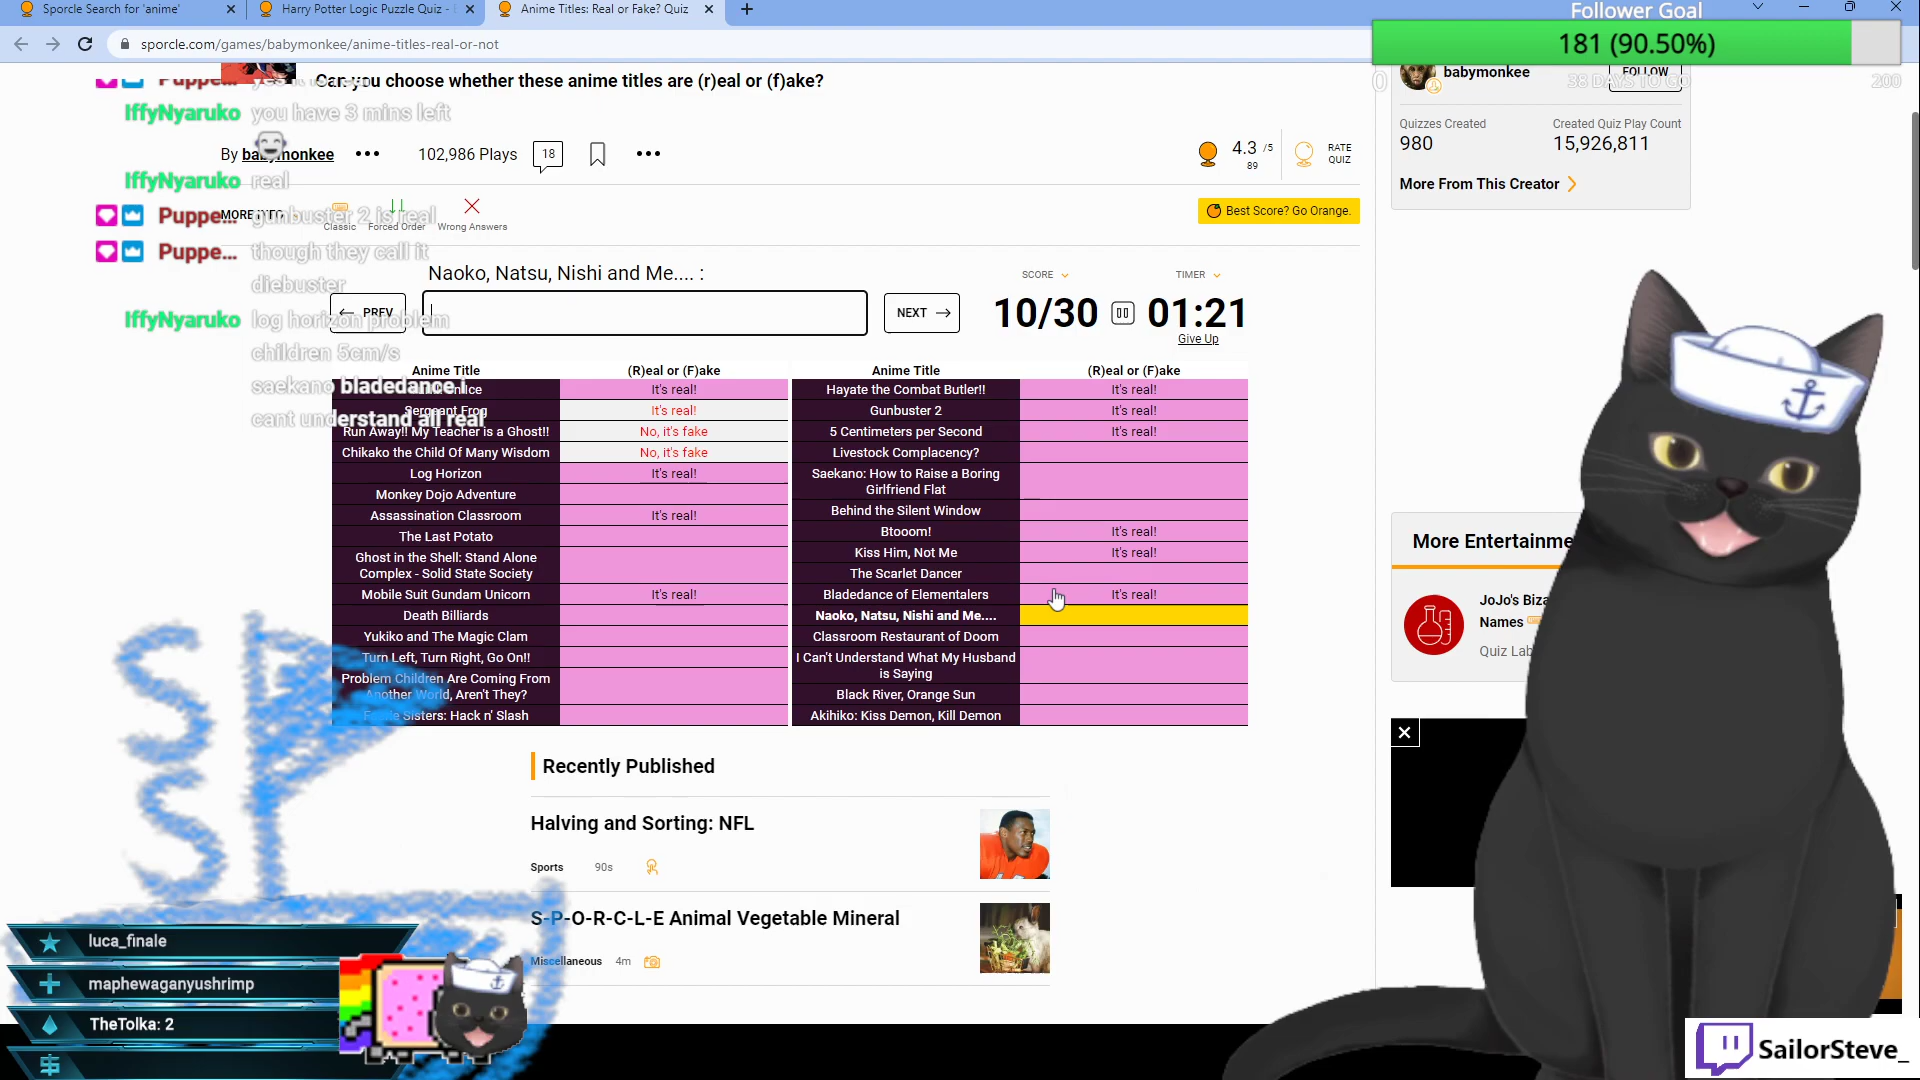 Sporcle Search for 'anime'
Harry Potter Logic Puzzle Quiz -
Anime Titles: Real or Fake? Quiz
sporcle.com/games/babymonkee/anime-titles-real-or-not
Follower Goal
181 (90.50%)
0
38 DAYS TO GO
200
Can you choose whether these anime titles are (r)eal or (f)ake?
Puppe...
IffyNyaruko you have 3 mins left
By babymonkee
102,986 Plays
18
4.3 /5
89
RATE QUIZ
IffyNyaruko real
Puppe... gunbuster 2 is real
Puppe... though they call it
diebuster
IffyNyaruko log horizon problem
children 5cm/s
saekano bladedance i
cant understand all real
MORE INFO
Classic
Forced Order
Wrong Answers
Best Score? Go Orange.
Naoko, Natsu, Nishi and Me.... :
PREV
NEXT
SCORE
10/30
TIMER
01:21
Give Up
Anime Title
(R)eal or (F)ake
It's real!
Sergeant Frog
It's real!
Run Away!! My Teacher is a Ghost!!
No, it's fake
Chikako the Child Of Many Wisdom
No, it's fake
Log Horizon
It's real!
Monkey Dojo Adventure
Assassination Classroom
It's real!
The Last Potato
Ghost in the Shell: Stand Alone
Complex - Solid State Society
Mobile Suit Gundam Unicorn
It's real!
Death Billiards
Yukiko and The Magic Clam
Turn Left, Turn Right, Go On!!
Problem Children Are Coming From
Another World, Aren't They?
Sisters: Hack n' Slash
Anime Title
(R)eal or (F)ake
Hayate the Combat Butler!!
It's real!
Gunbuster 2
It's real!
5 Centimeters per Second
It's real!
Livestock Complacency?
Saekano: How to Raise a Boring
Girlfriend Flat
Behind the Silent Window
Btooom!
It's real!
Kiss Him, Not Me
It's real!
The Scarlet Dancer
Bladedance of Elementalers
It's real!
Naoko, Natsu, Nishi and Me....
Classroom Restaurant of Doom
I Can't Understand What My Husband
is Saying
Black River, Orange Sun
Akihiko: Kiss Demon, Kill Demon
babymonkee
FOLLOW
Quizzes Created
980
Created Quiz Play Count
15,926,811
More From This Creator
More Entertainme
JoJo's Biza
Names
Quiz Lab
Recently Published
Halving and Sorting: NFL
Sports
90s
S-P-O-R-C-L-E Animal Vegetable Mineral
Miscellaneous
4m
luca_finale
maphewaganyushrimp
TheTolka: 2
SailorSteve_